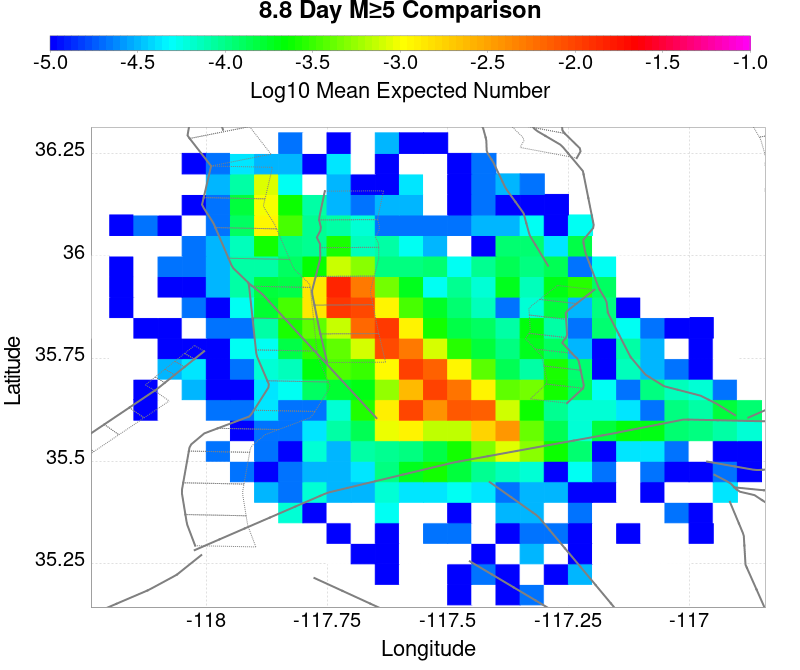 8.8 Day M≥5 Comparison
-5.0 -4.5 -4.0 -3.5 -3.0 -2.5 -2.0 -1.5 -1.0
Log10 Mean Expected Number
36.25
36
35.75
35.5
35.25
Latitude
-118 -117.75 -117.5 -117.25 -117
Longitude